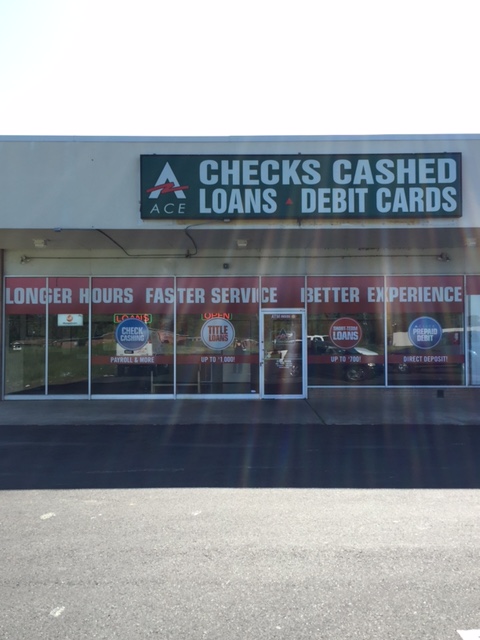 ACE
CHECKS CASHED
LOANS DEBIT CARDS
LONGER HOURS FASTER SERVICE BETTER EXPERIENCE
LOANS
OPEN
CHECK
CASHING
PAYROLL & MORE
TITLE
LOANS
UP TO $1,000!
SHORT-TERM
LOANS
UP TO $700!
PREPAID
DEBIT
DIRECT DEPOSIT!